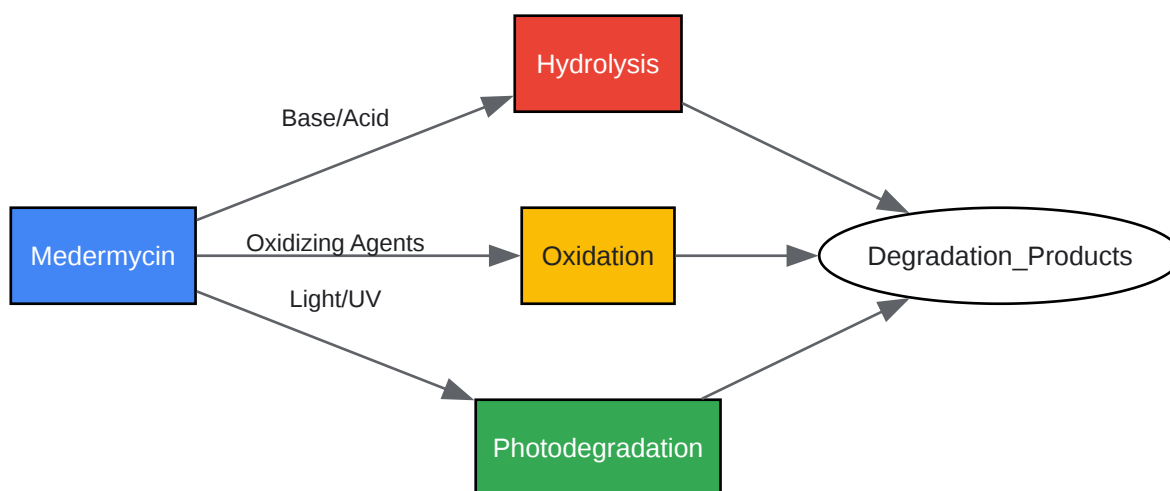 Hydrolysis
Base/Acid
Medermycin
Oxidizing Agents
Oxidation
Degradation_Products
Light/UV
Photodegradation